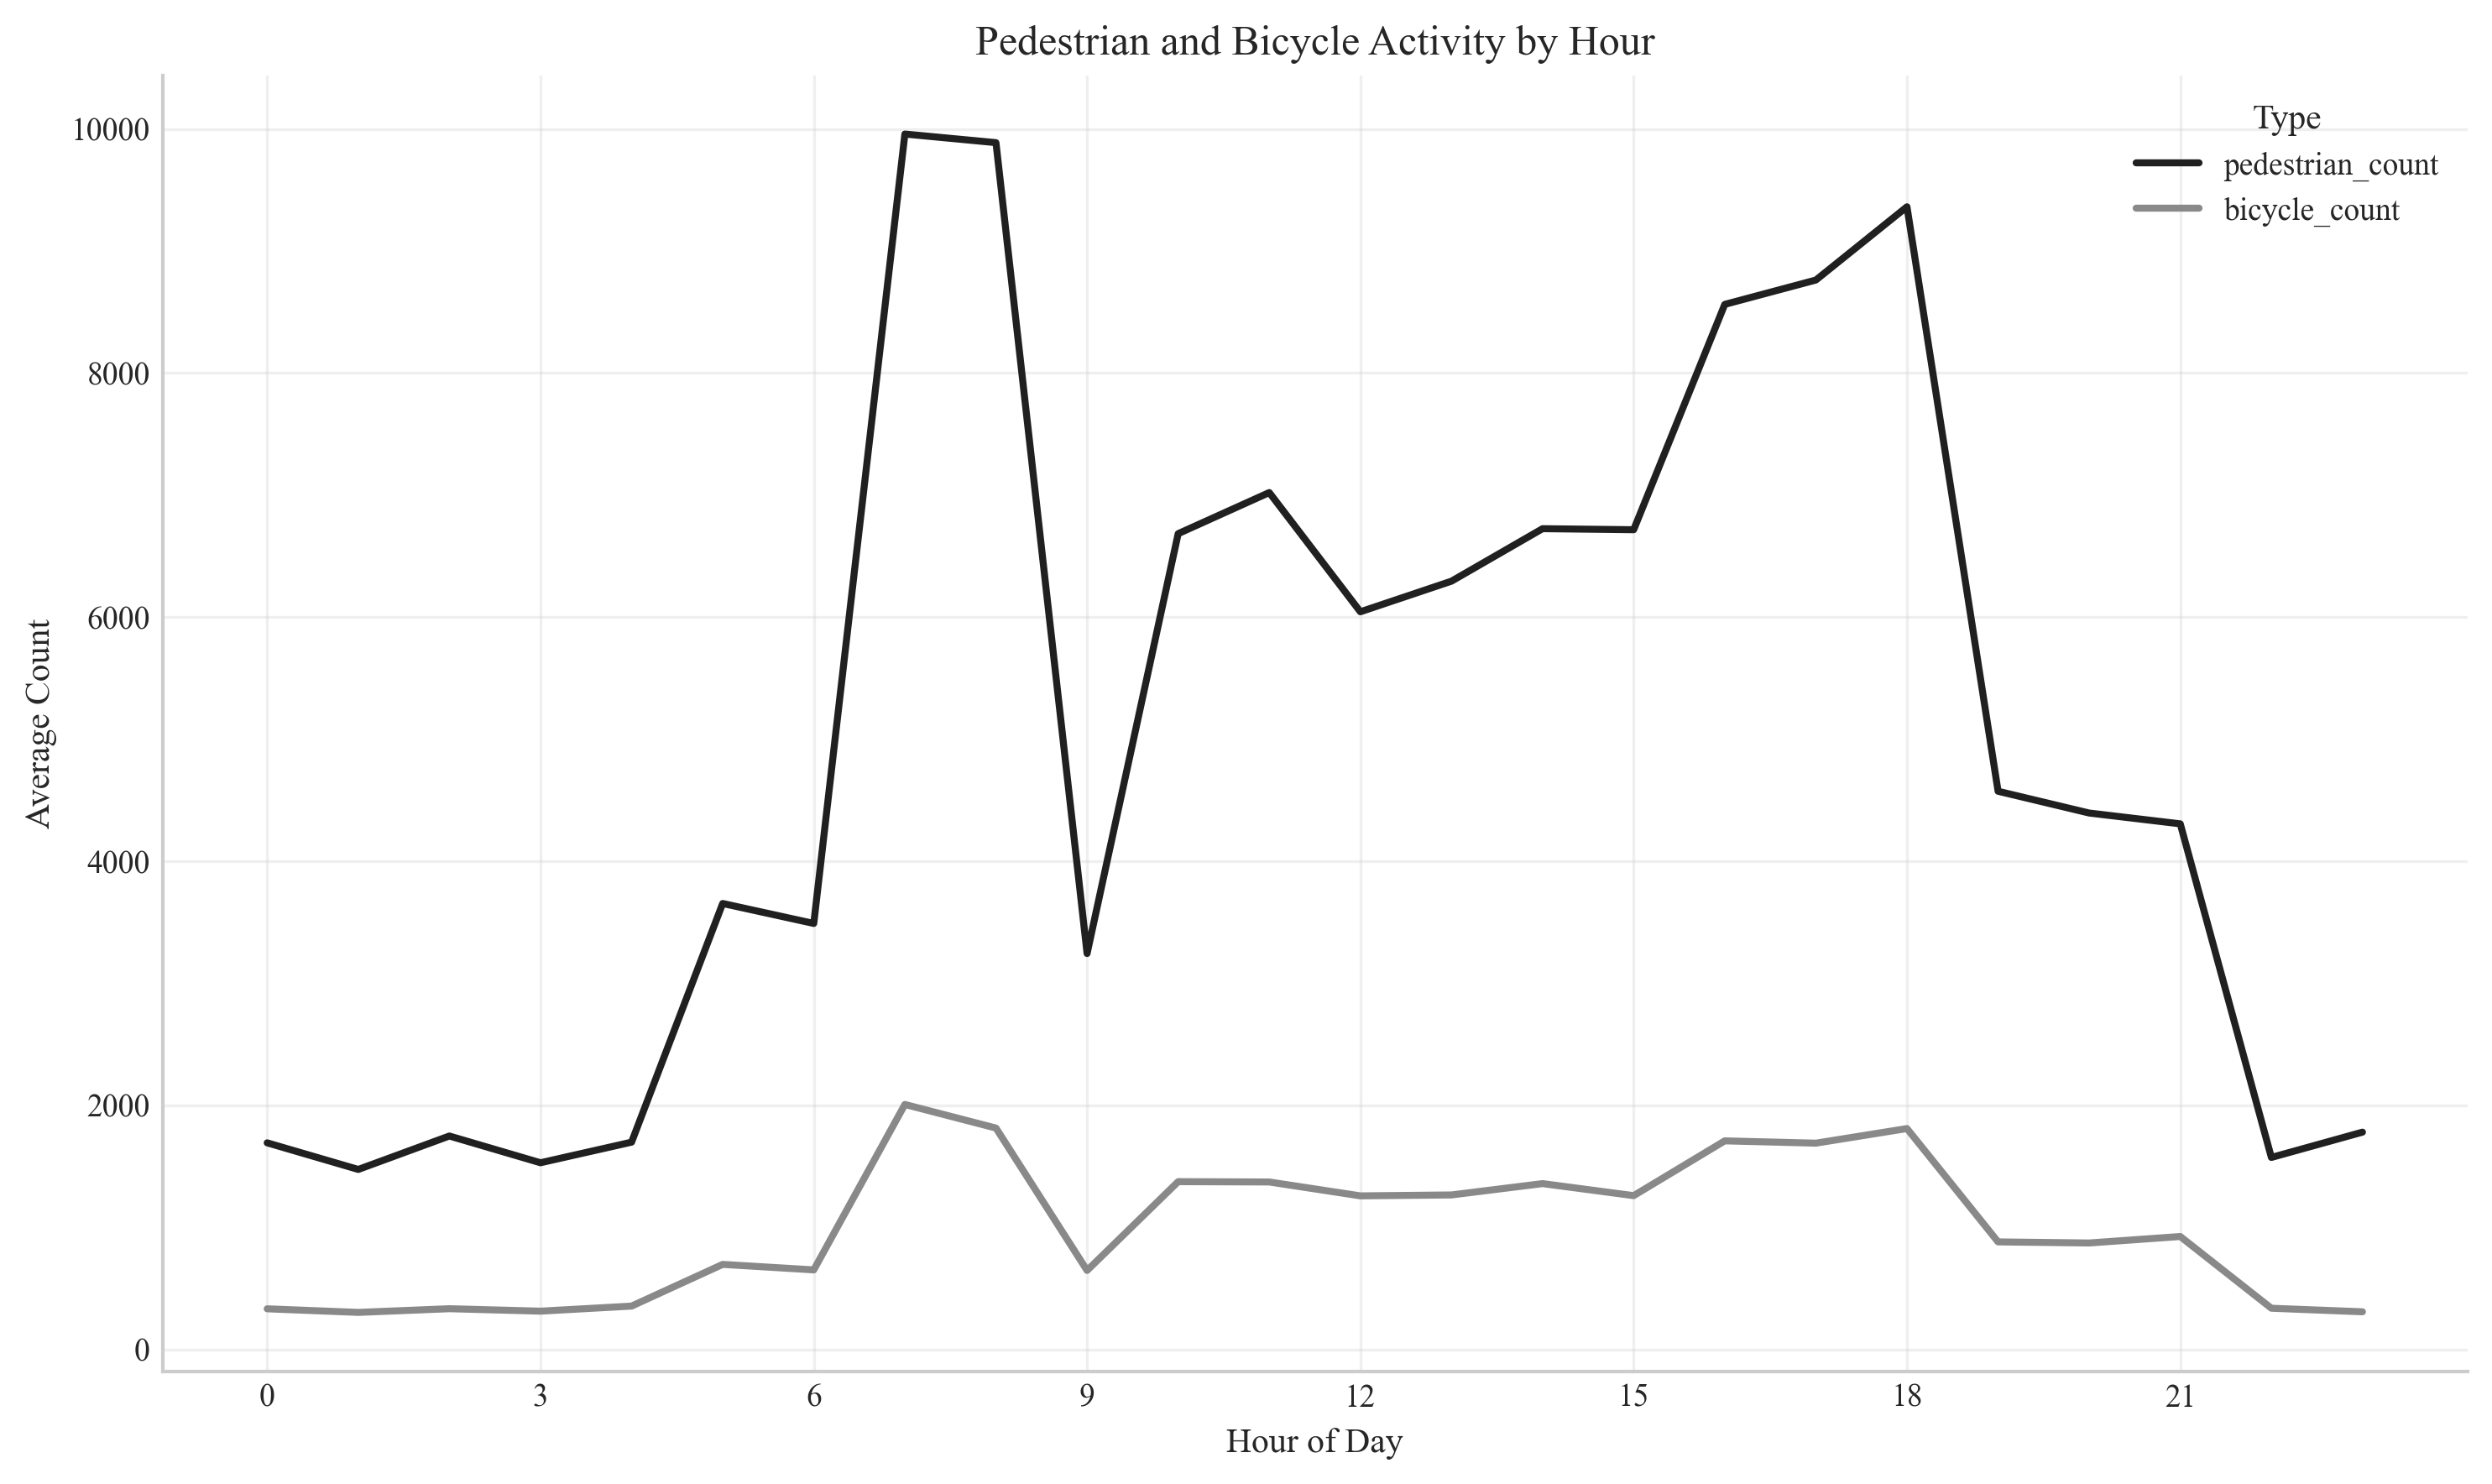 Pedestrian and Bicycle Activity by Hour
Type
pedestrian_count
bicycle_count
Average Count
10000
8000
6000
4000
2000
0
0 3 6 9 12 15 18 21
Hour of Day